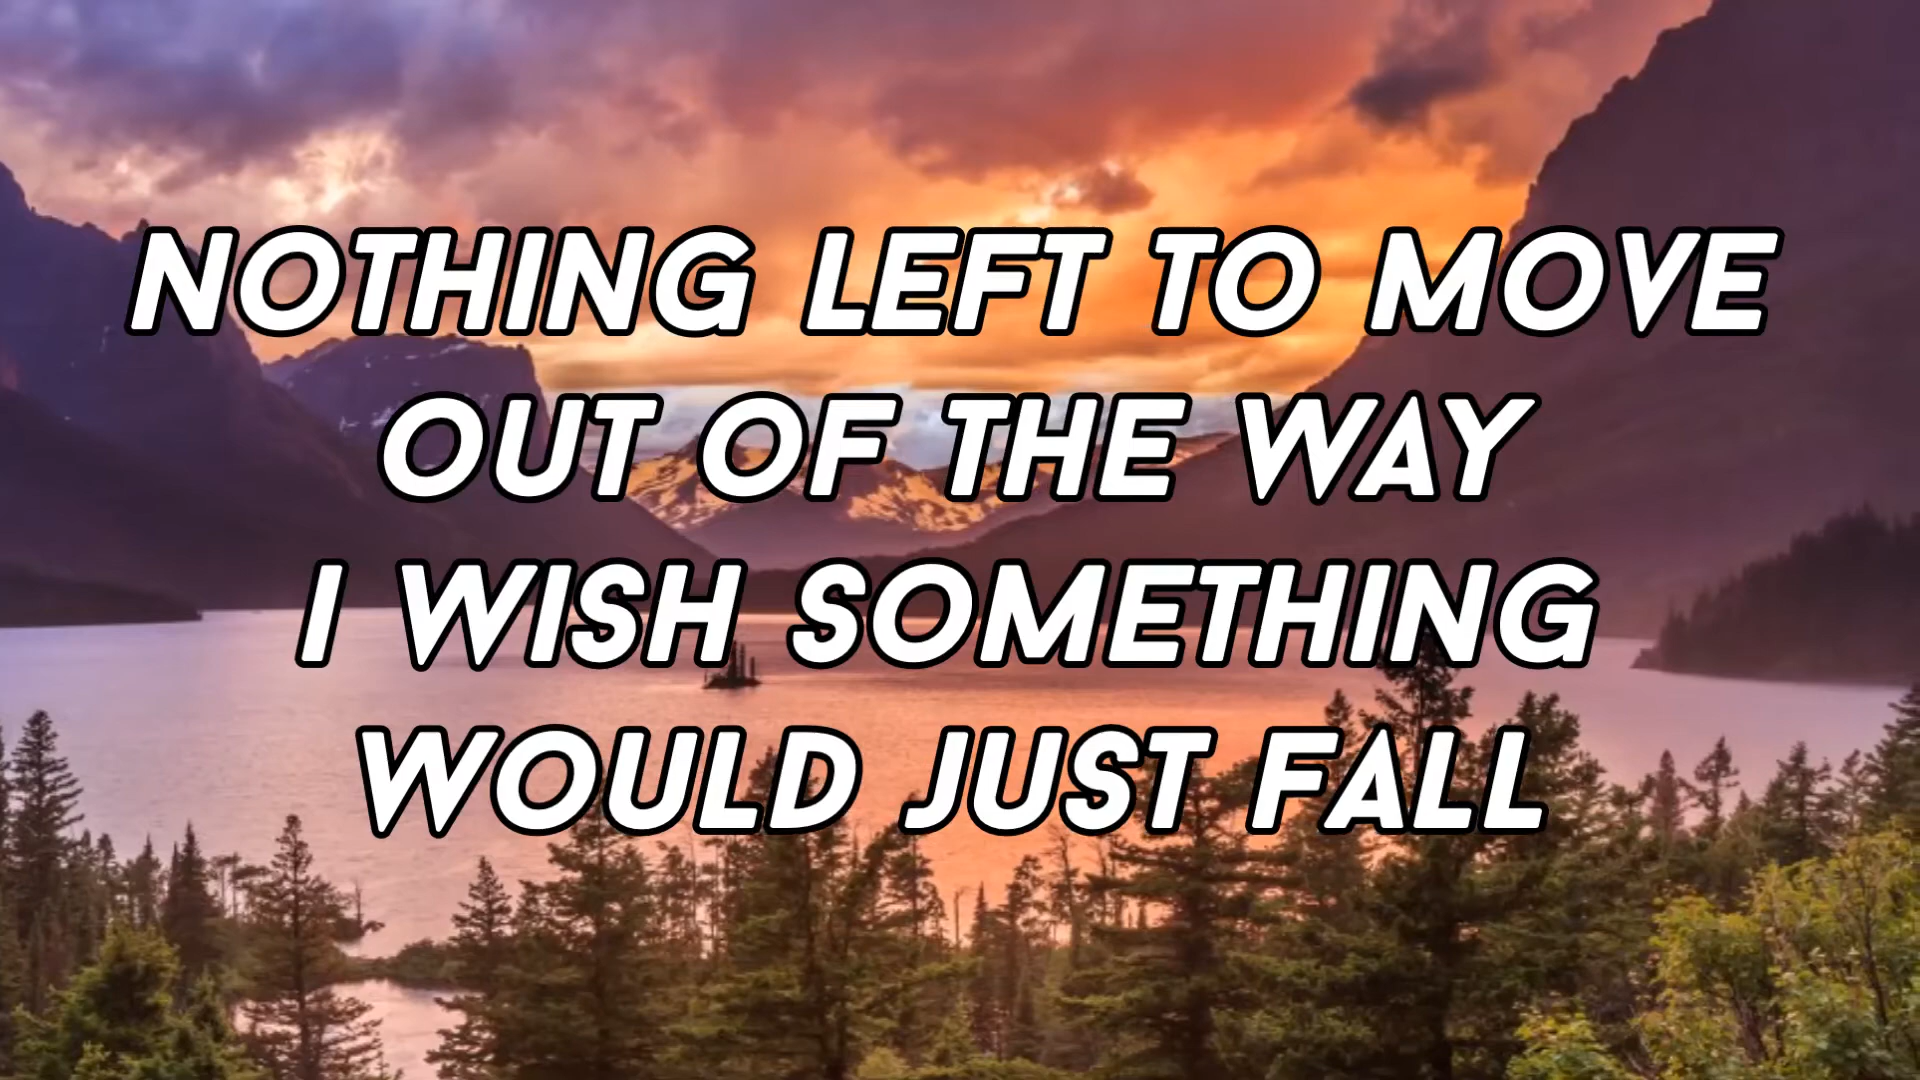 NOTHING LEFT TO MOVE
OUT OF THE WAY
I WISH SOMETHING
WOULD JUST FALL